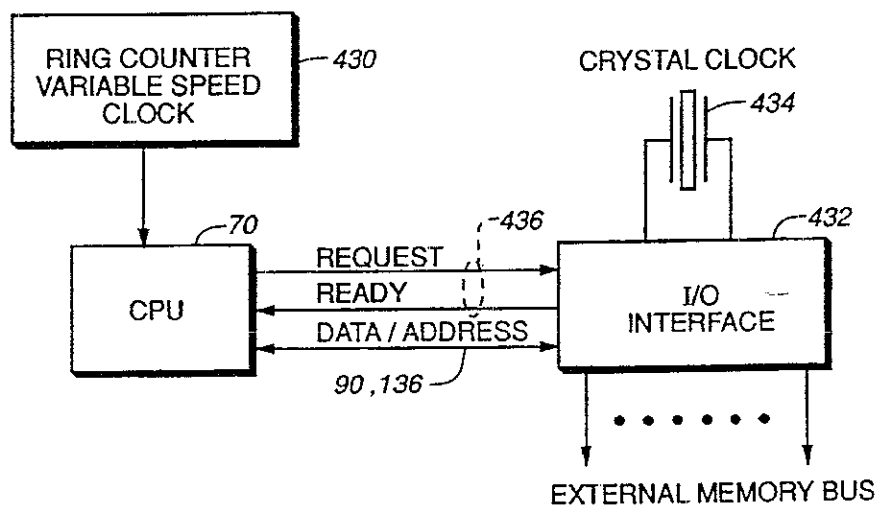 RING COUNTER
VARIABLE SPEED
CLOCK
430
CRYSTAL CLOCK
434
70
436
432
CPU
REQUEST
READY
DATA / ADDRESS
90 ,136
I/O
INTERFACE
EXTERNAL MEMORY BUS